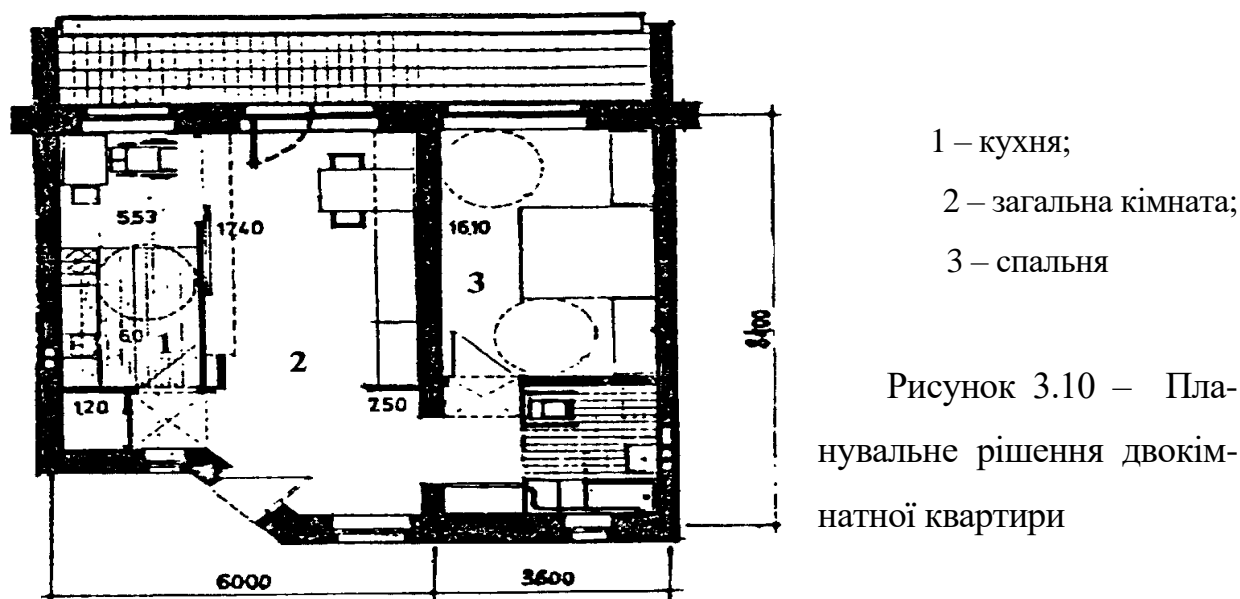 5.53
17.40
16.10
1 – кухня;
2 – загальна кімната;
3 – спальня
3
6.0
1
2
8400
1.20
7.50
Рисунок 3.10 – Пла-
нувальне рішення двокім-
натної квартири
6000
3600